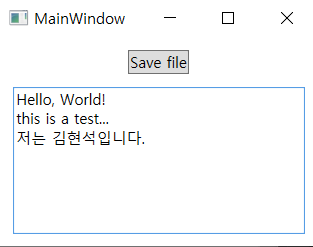 MainWindow
Save file
Hello, World!
this is a test...
저는 김현석입니다.